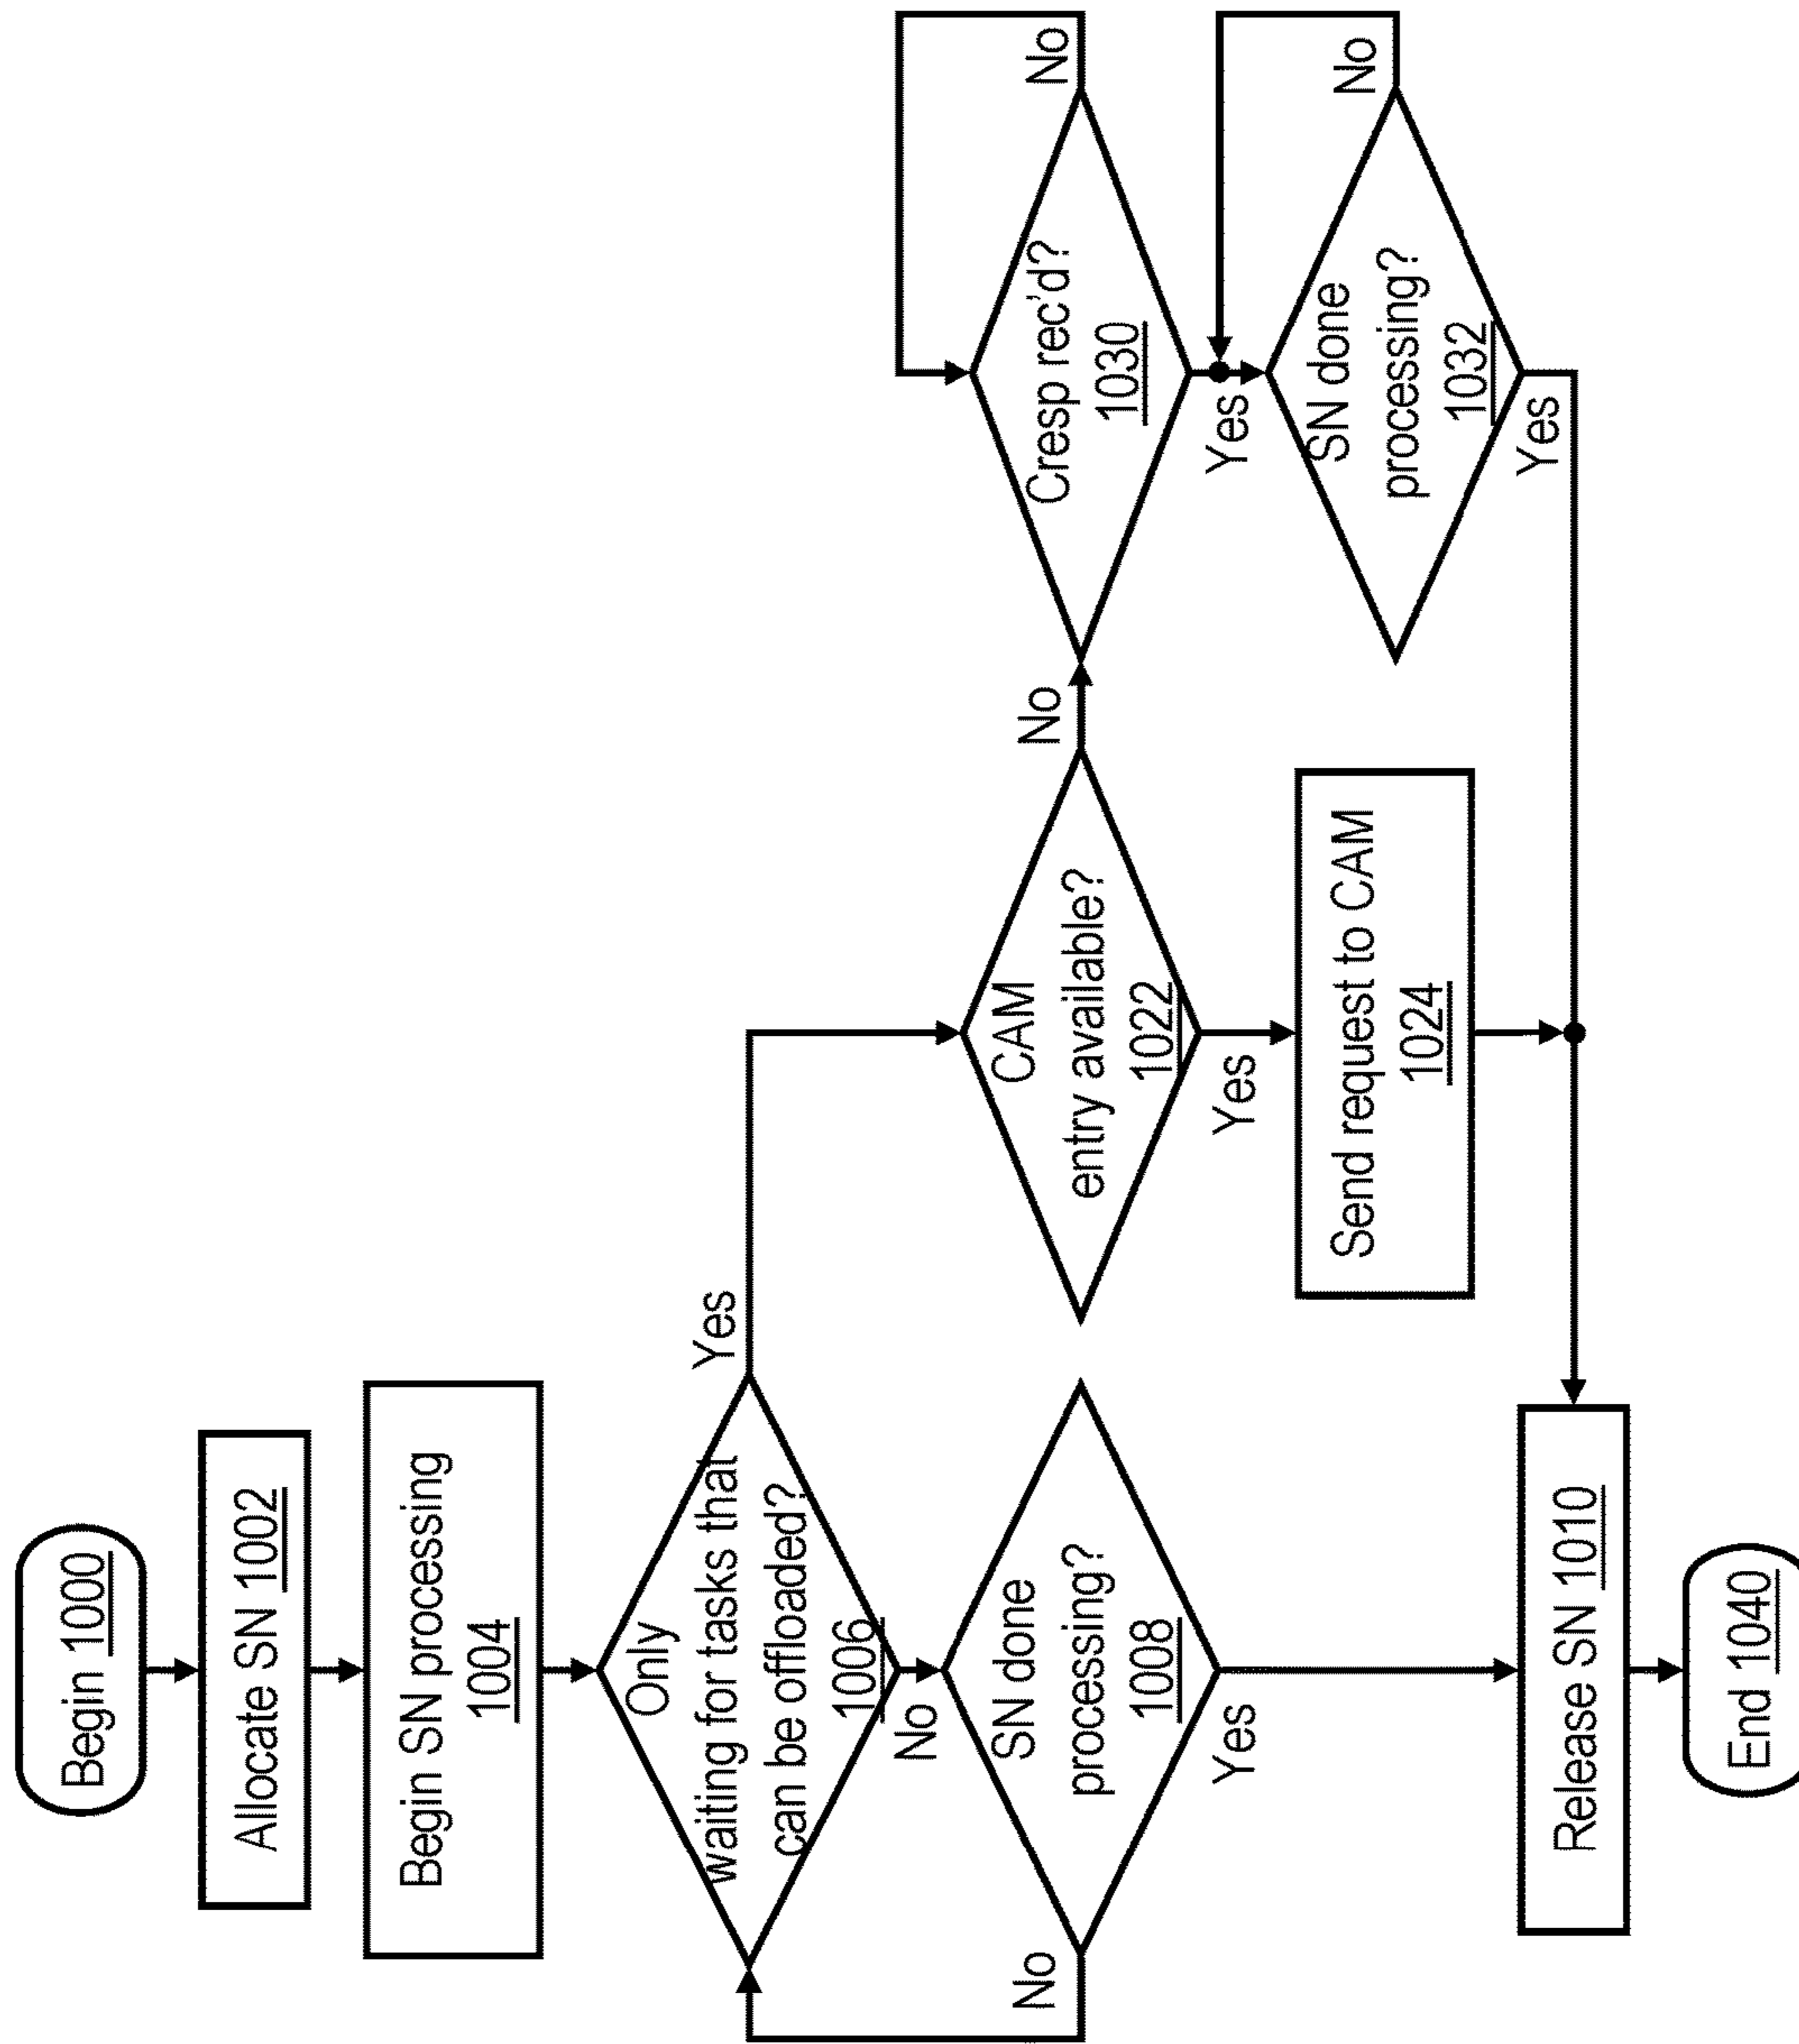 Begin 1000
Allocate SN 1002
Begin SN processing
1004
Only
waiting for tasks that
can be offloaded?
1006
Yes
No
SN done
processing?
1008
No
Yes
CAM
entry available?
1022
No
Yes
Send request to CAM
1024
Cresp rec'd?
1030
No
Yes
SN done
processing?
1032
No
Yes
Release SN 1010
End 1040